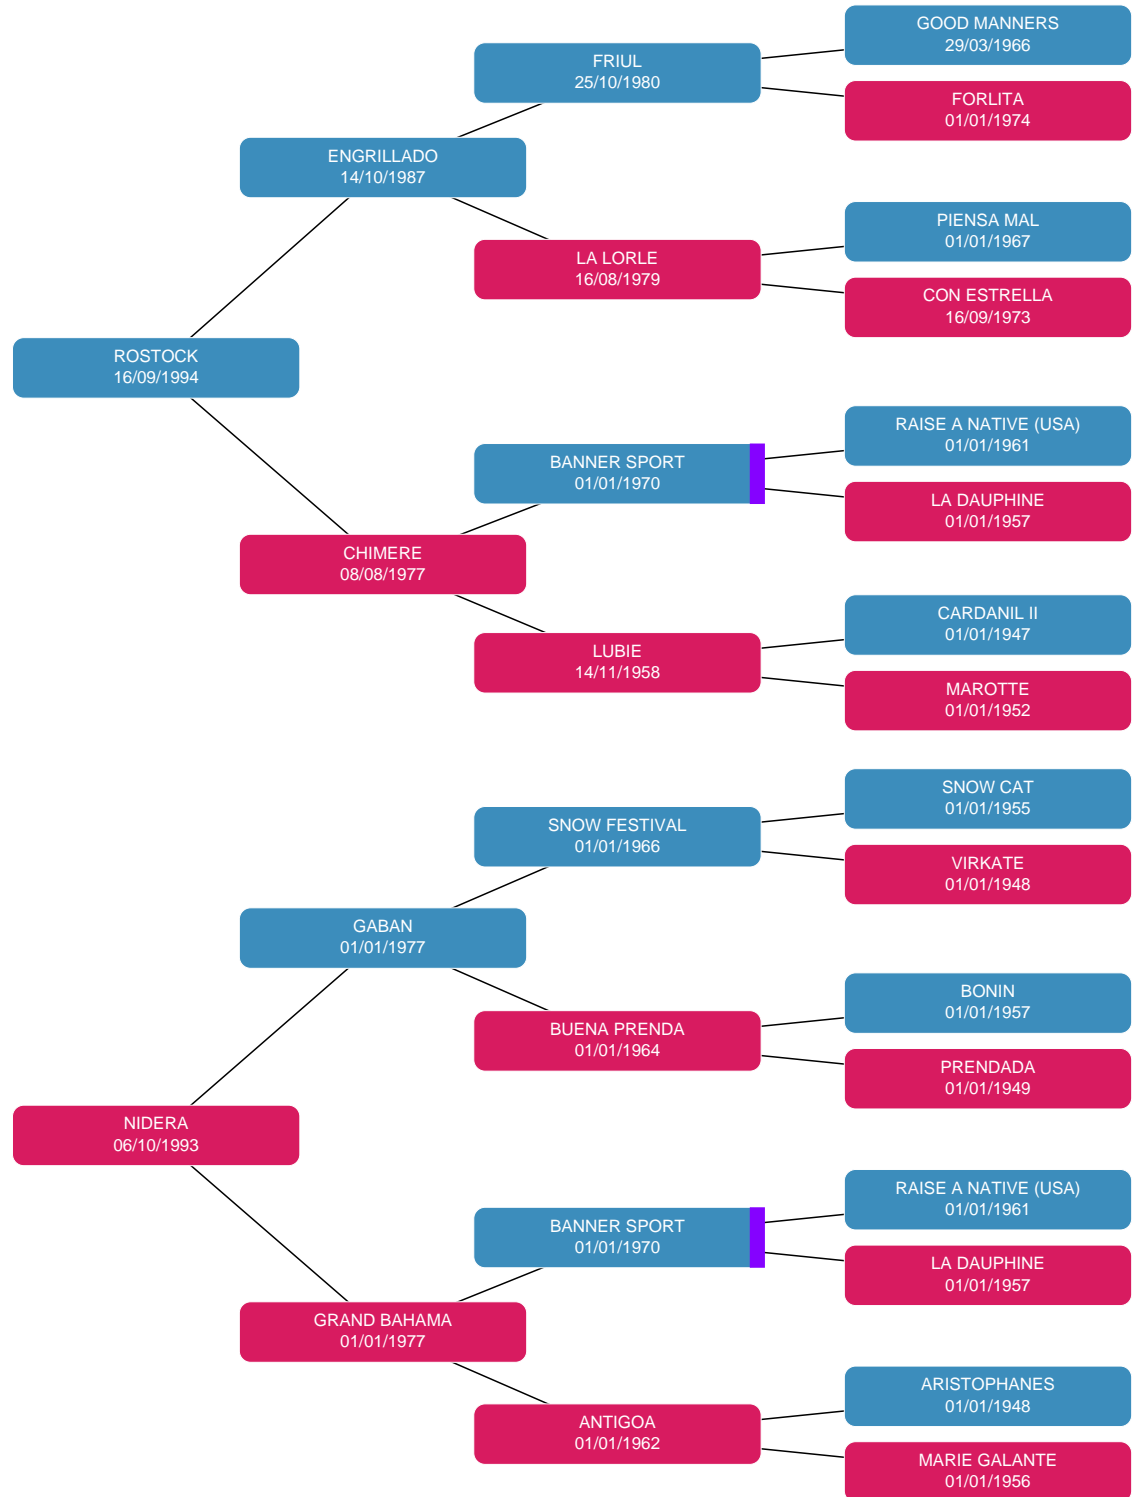 GOOD MANNERS
29/03/1966
FRIUL
25/10/1980
FORLITA
01/01/1974
ENGRILLADO
14/10/1987
PIENSA MAL
01/01/1967
LA LORLE
16/08/1979
CON ESTRELLA
16/09/1973
ROSTOCK
16/09/1994
RAISE A NATIVE (USA)
01/01/1961
BANNER SPORT
01/01/1970
LA DAUPHINE
01/01/1957
CHIMERE
08/08/1977
CARDANIL II
01/01/1947
LUBIE
14/11/1958
MAROTTE
01/01/1952
SNOW CAT
01/01/1955
SNOW FESTIVAL
01/01/1966
VIRKATE
01/01/1948
GABAN
01/01/1977
BONIN
01/01/1957
BUENA PRENDA
01/01/1964
PRENDADA
01/01/1949
NIDERA
06/10/1993
RAISE A NATIVE (USA)
01/01/1961
BANNER SPORT
01/01/1970
LA DAUPHINE
01/01/1957
GRAND BAHAMA
01/01/1977
ARISTOPHANES
01/01/1948
ANTIGOA
01/01/1962
MARIE GALANTE
01/01/1956